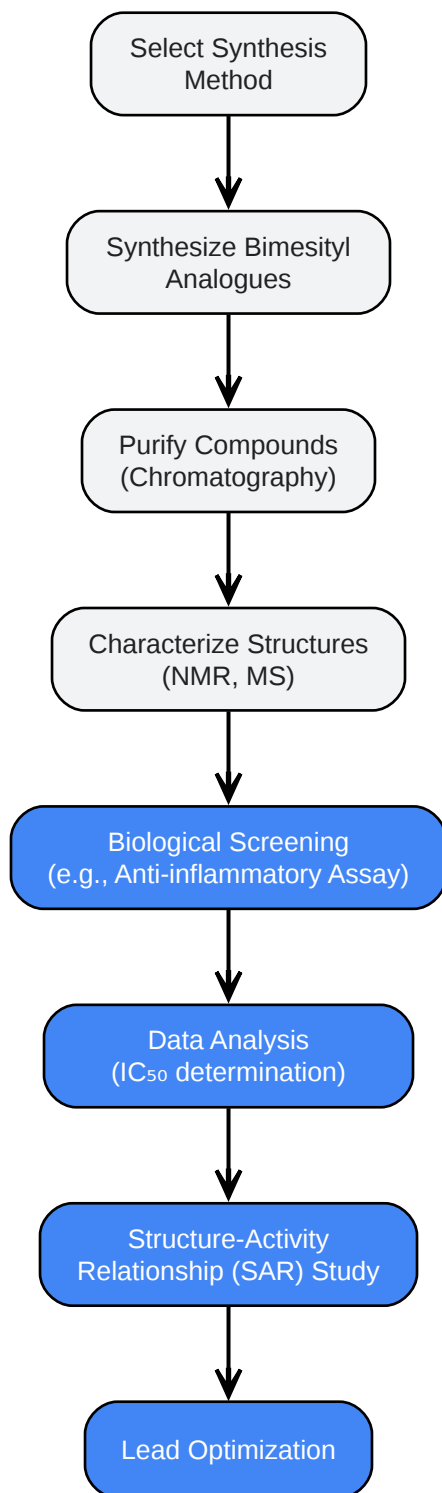 Select Synthesis
Method
Synthesize Bimesityl
Analogues
Purify Compounds
(Chromatography)
Characterize Structures
(NMR, MS)
Biological Screening
(e.g., Anti-inflammatory Assay)
Data Analysis
(IC₅₀ determination)
Structure-Activity
Relationship (SAR) Study
Lead Optimization